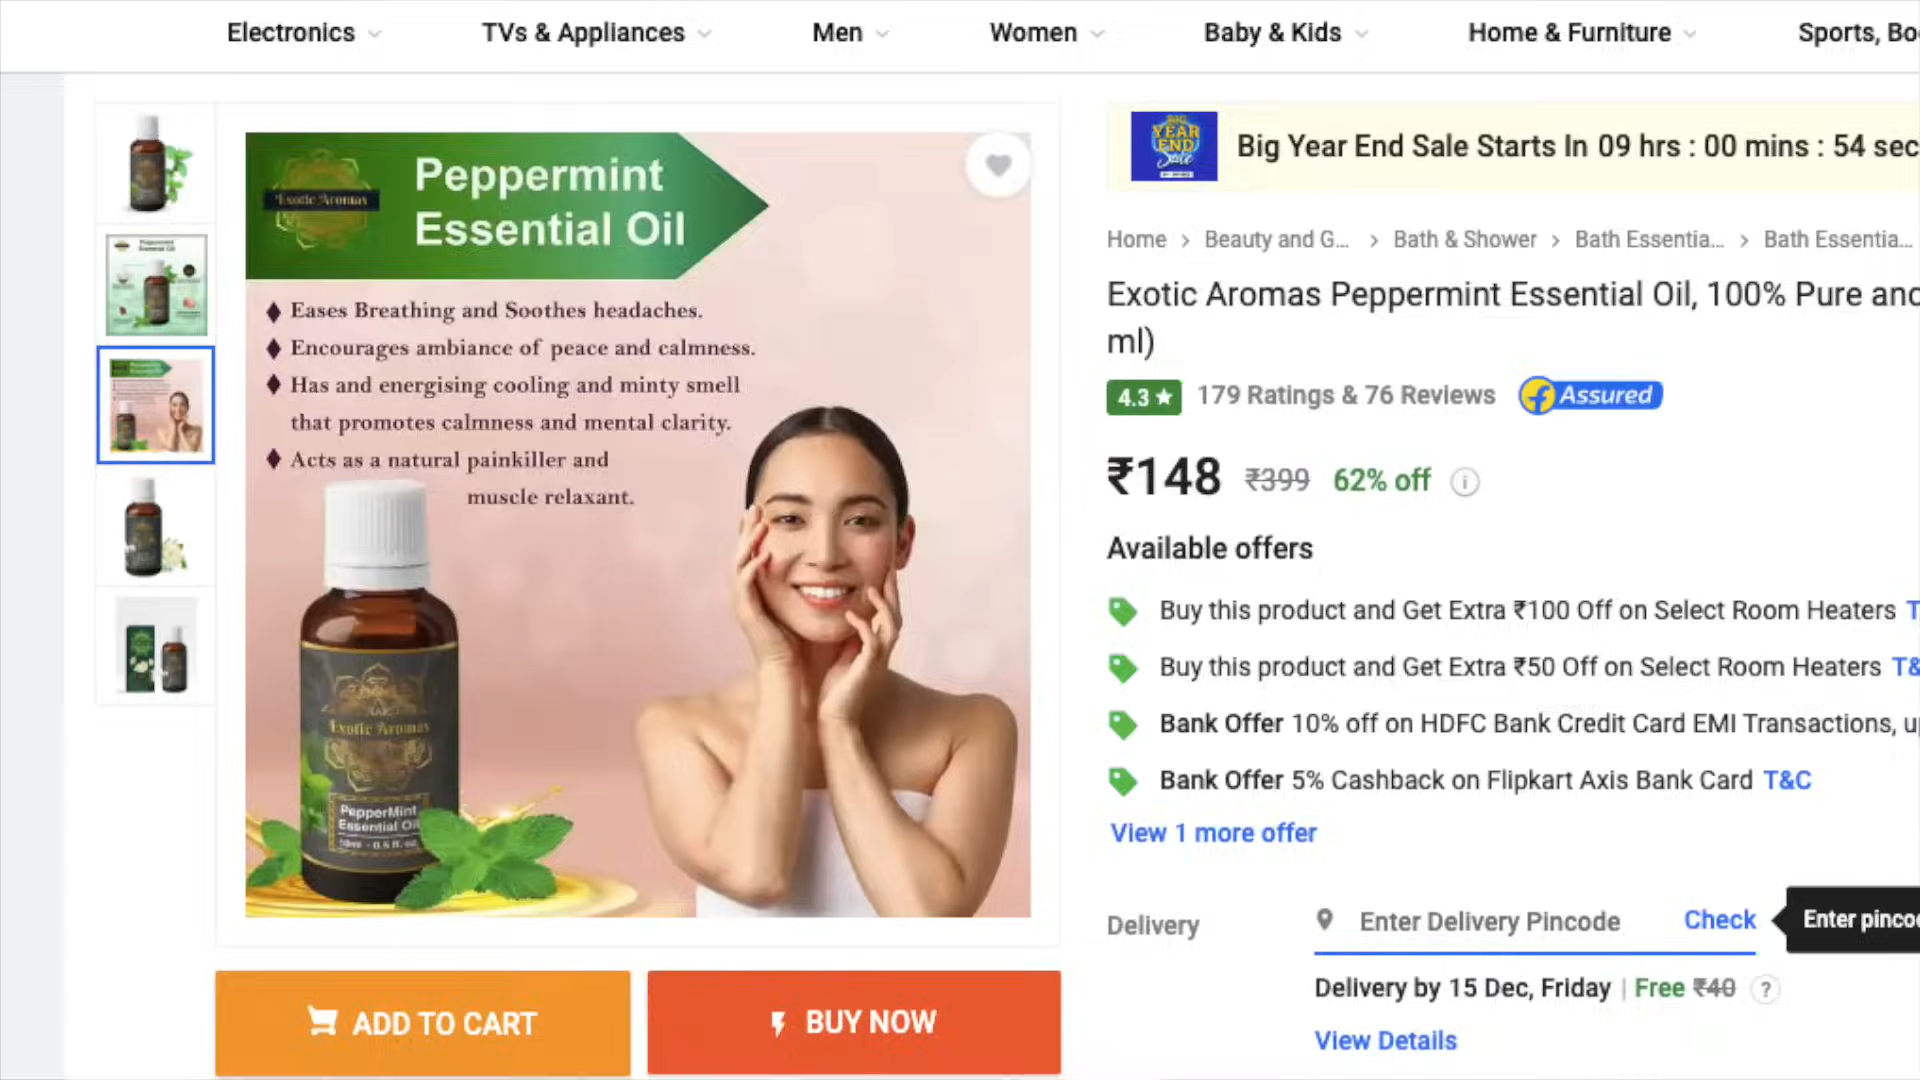 Electronics
TVs & Appliances
Men
Women
Baby & Kids
Home & Furniture
Sports, Bo
Exotic Aromas
Peppermint
Essential Oil
Eases Breathing and Soothes headaches.
Encourages ambiance of peace and calmness.
Has and energising cooling and minty smell
that promotes calmness and mental clarity.
Acts as a natural painkiller and
muscle relaxant.
Exotic Aromas
PepperMint
Essential Oil
ADD TO CART
BUY NOW
BIG
YEAR
END
Sale
Big Year End Sale Starts In 09 hrs : 00 mins : 54 sec
Home > Beauty and G... > Bath & Shower > Bath Essentia... > Bath Essentia...
Exotic Aromas Peppermint Essential Oil, 100% Pure and
ml)
4.3 ★ 179 Ratings & 76 Reviews f Assured
₹148 ₹399 62% off i
Available offers
Buy this product and Get Extra ₹100 Off on Select Room Heaters T
Buy this product and Get Extra ₹50 Off on Select Room Heaters T&
Bank Offer 10% off on HDFC Bank Credit Card EMI Transactions, u
Bank Offer 5% Cashback on Flipkart Axis Bank Card T&C
View 1 more offer
Delivery
Enter Delivery Pincode
Check
Enter pinco
Delivery by 15 Dec, Friday | Free ₹40 ?
View Details